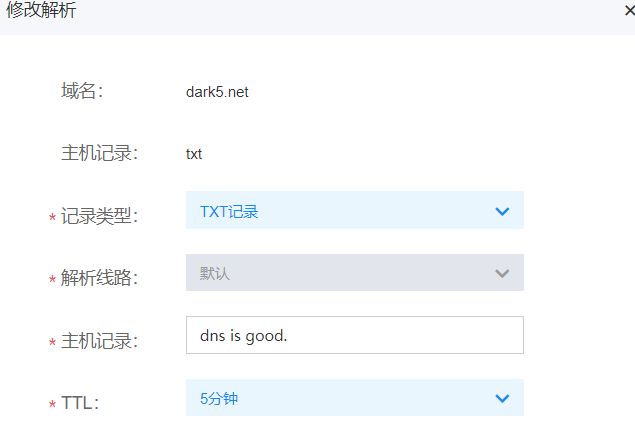 修改解析
域名: dark5.net
主机记录: txt
* 记录类型: TXT记录
* 解析线路: 默认
* 主机记录: dns is good.
* TTL: 5分钟